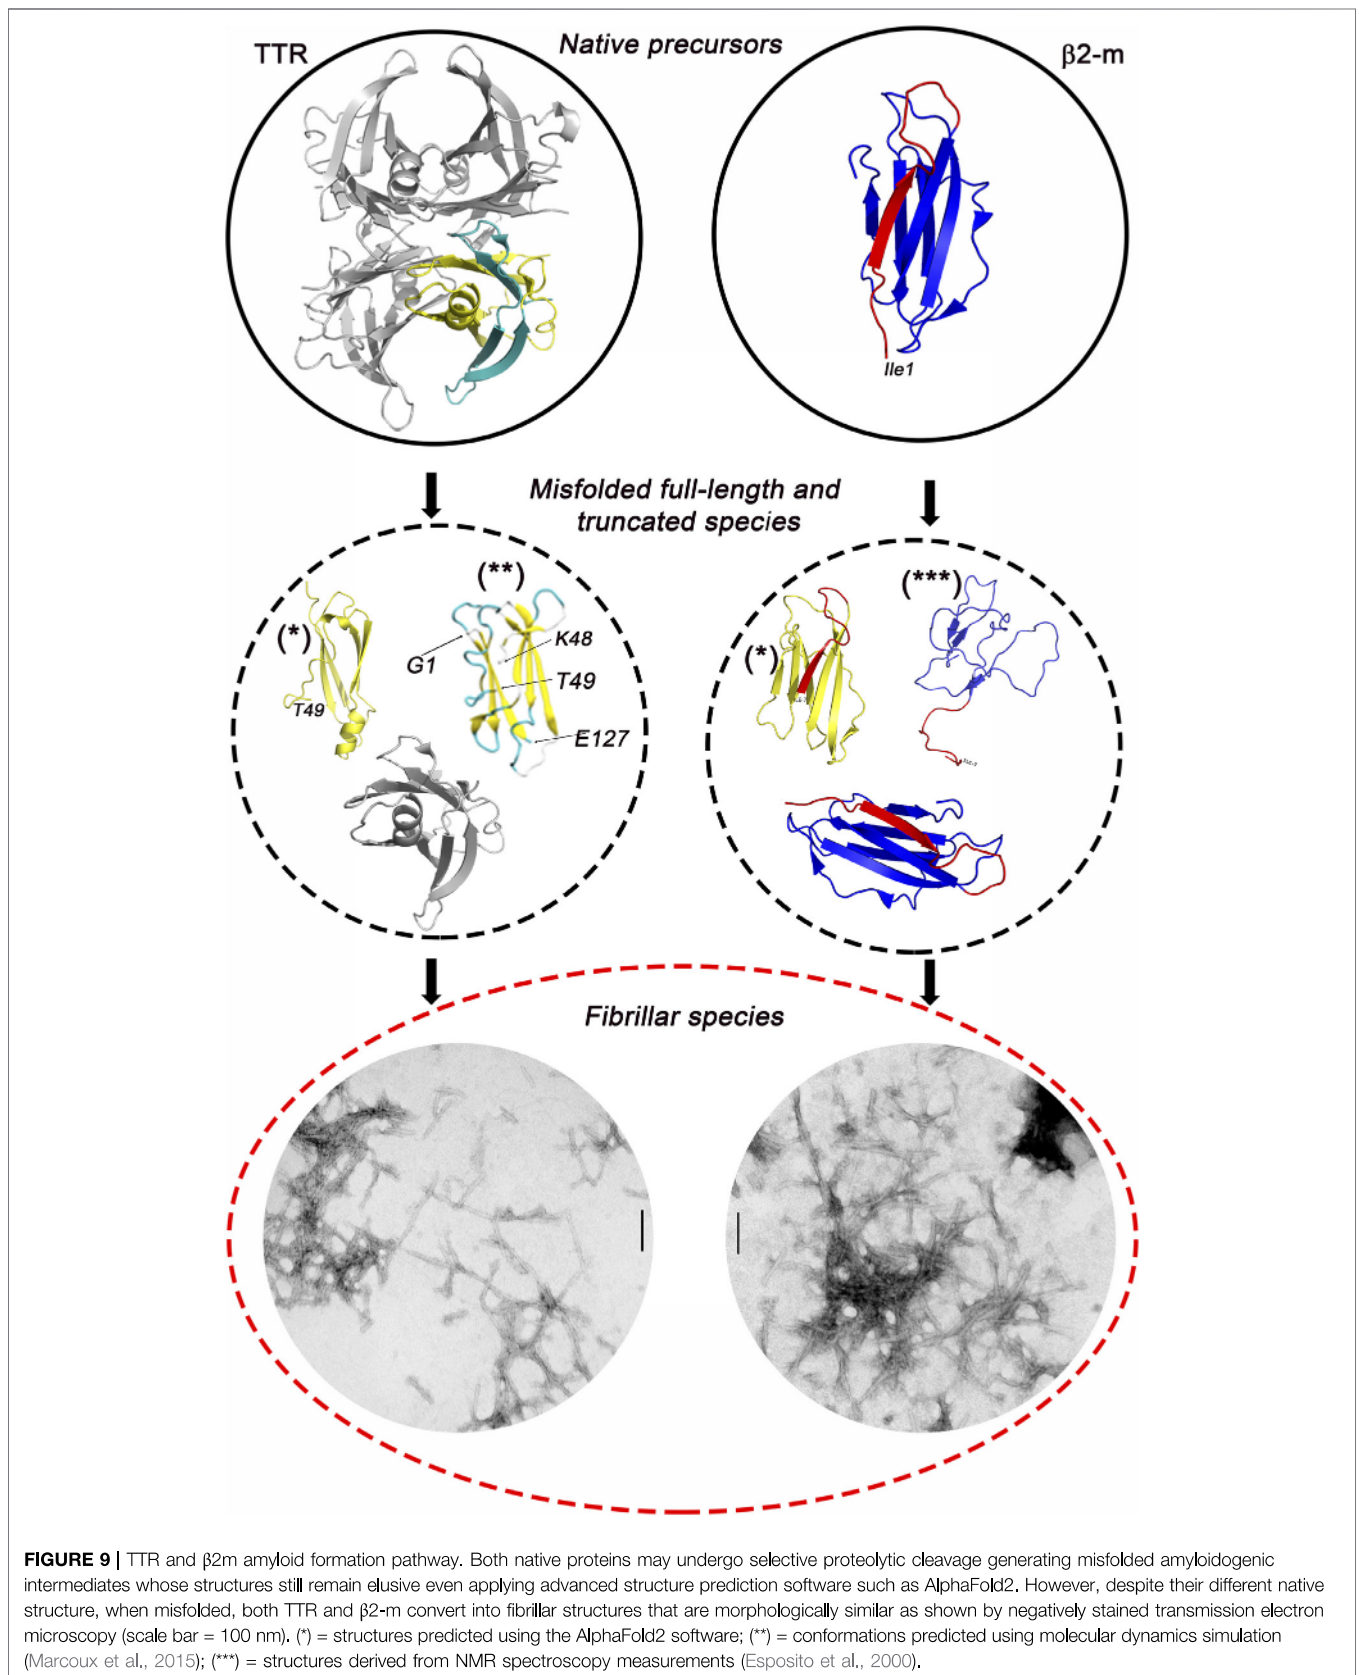 TTR
Native precursors
β2-m
Ile1
Misfolded full-length and
truncated species
(*)
(**)
G1
K48
T49
T49
E127
(*)
(***)
Fibrillar species
FIGURE 9 | TTR and β2m amyloid formation pathway. Both native proteins may undergo selective proteolytic cleavage generating misfolded amyloidogenic
intermediates whose structures still remain elusive even applying advanced structure prediction software such as AlphaFold2. However, despite their different native
structure, when misfolded, both TTR and β2-m convert into fibrillar structures that are morphologically similar as shown by negatively stained transmission electron
microscopy (scale bar = 100 nm). (*) = structures predicted using the AlphaFold2 software; (**) = conformations predicted using molecular dynamics simulation
(Marcoux et al., 2015); (***) = structures derived from NMR spectroscopy measurements (Esposito et al., 2000).